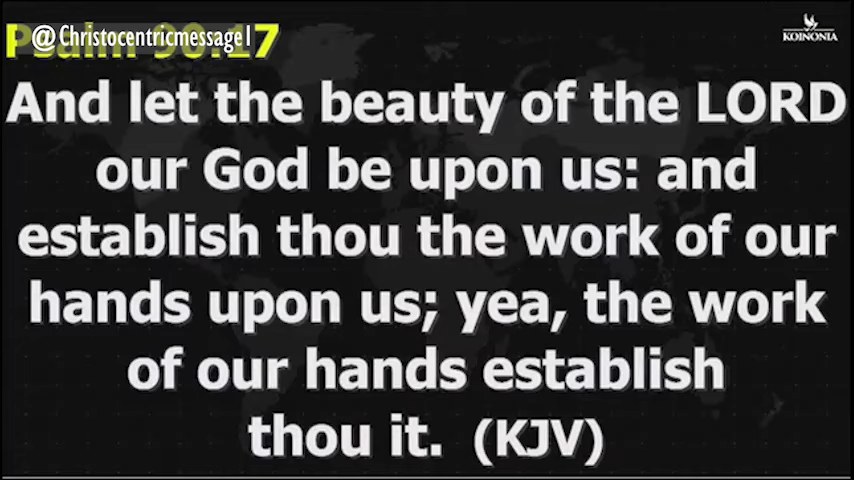 Psalm 90:17
@Christocentricmessage1
KOINONIA
And let the beauty of the LORD
our God be upon us: and
establish thou the work of our
hands upon us; yea, the work
of our hands establish
thou it. (KJV)